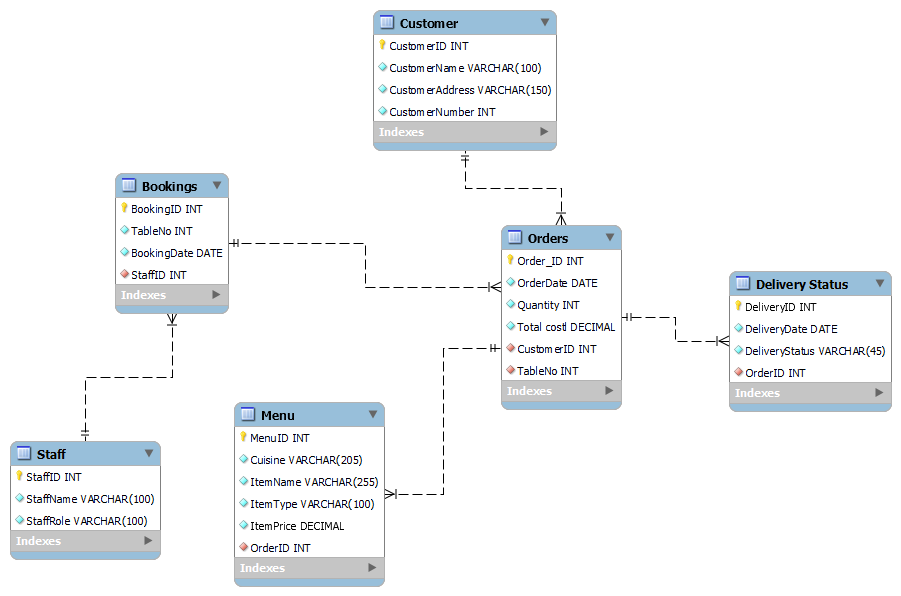 Customer
CustomerID INT
CustomerName VARCHAR(100)
CustomerAddress VARCHAR(150)
CustomerNumber INT
Indexes
Bookings
BookingID INT
TableNo INT
BookingDate DATE
StaffID INT
Indexes
Orders
Order_ID INT
OrderDate DATE
Quantity INT
Total costl DECIMAL
CustomerID INT
TableNo INT
Indexes
Delivery Status
DeliveryID INT
DeliveryDate DATE
DeliveryStatus VARCHAR(45)
OrderID INT
Indexes
Menu
MenuID INT
Cuisine VARCHAR(205)
ItemName VARCHAR(255)
ItemType VARCHAR(100)
ItemPrice DECIMAL
OrderID INT
Indexes
Staff
StaffID INT
StaffName VARCHAR(100)
StaffRole VARCHAR(100)
Indexes